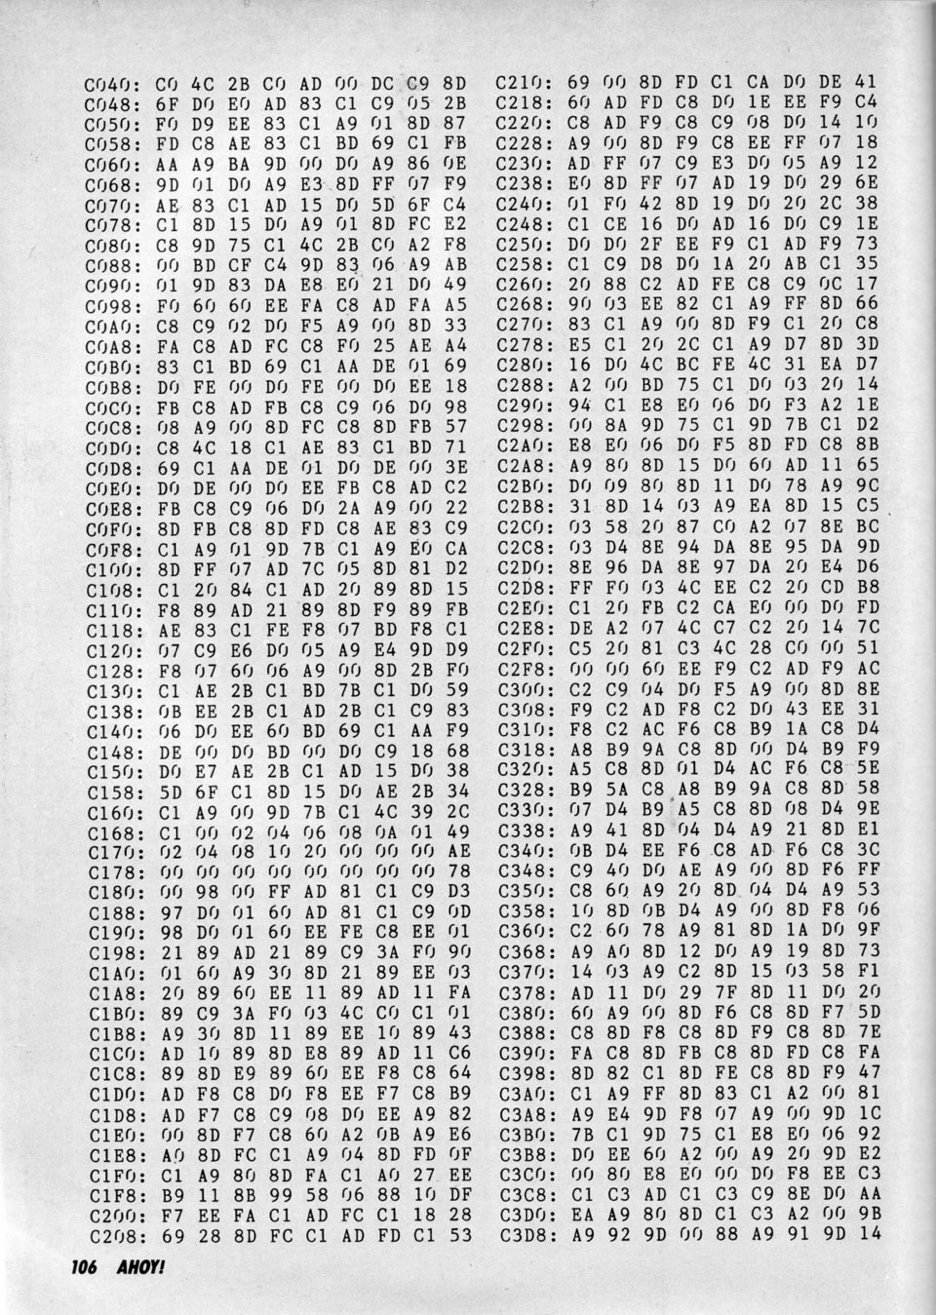 C040: C0 4C 2B C0 AD 00 DC C9 8D
C048: 6F D0 E0 AD 83 C1 C9 05 2B
C050: F0 D9 EE 83 C1 A9 01 8D 87
C058: FD C8 AE 83 C1 BD 69 C1 FB
C060: AA A9 BA 9D 00 D0 A9 86 0E
C068: 9D 01 D0 A9 E3 8D FF 07 F9
C070: AE 83 C1 AD 15 D0 5D 6F C4
C078: C1 8D 15 D0 A9 01 8D FC E2
C080: C8 9D 75 C1 4C 2B C0 A2 F8
C088: 00 BD CF C4 9D 83 06 A9 AB
C090: 01 9D 83 DA E8 E0 21 D0 49
C098: F0 60 60 EE FA C8 AD FA A5
C0A0: C8 C9 02 D0 F5 A9 00 8D 33
C0A8: FA C8 AD FC C8 F0 25 AE A4
C0B0: 83 C1 BD 69 C1 AA DE 01 69
C0B8: D0 FE 00 D0 FE 00 D0 EE 18
C0C0: FB C8 AD FB C8 C9 06 D0 98
C0C8: 08 A9 00 8D FC C8 8D FB 57
C0D0: C8 4C 18 C1 AE 83 C1 BD 71
C0D8: 69 C1 AA DE 01 D0 DE 00 3E
C0E0: D0 DE 00 D0 EE FB C8 AD C2
C0E8: FB C8 C9 06 D0 2A A9 00 22
C0F0: 8D FB C8 8D FD C8 AE 83 C9
C0F8: C1 A9 01 9D 7B C1 A9 E0 CA
C100: 8D FF 07 AD 7C 05 8D 81 D2
C108: C1 20 84 C1 AD 20 89 8D 15
C110: F8 89 AD 21 89 8D F9 89 FB
C118: AE 83 C1 FE F8 07 BD F8 C1
C120: 07 C9 E6 D0 05 A9 E4 9D D9
C128: F8 07 60 06 A9 00 8D 2B F0
C130: C1 AE 2B C1 BD 7B C1 D0 59
C138: 0B EE 2B C1 AD 2B C1 C9 83
C140: 06 D0 EE 60 BD 69 C1 AA F9
C148: DE 00 D0 BD 00 D0 C9 18 68
C150: D0 E7 AE 2B C1 AD 15 D0 38
C158: 5D 6F C1 8D 15 D0 AE 2B 34
C160: C1 A9 00 9D 7B C1 4C 39 2C
C168: C1 00 02 04 06 08 0A 01 49
C170: 02 04 08 10 20 00 00 00 AE
C178: 00 00 00 00 00 00 00 00 78
C180: 00 98 00 FF AD 81 C1 C9 D3
C188: 97 D0 01 60 AD 81 C1 C9 0D
C190: 98 D0 01 60 EE FE C8 EE 01
C198: 21 89 AD 21 89 C9 3A F0 90
C1A0: 01 60 A9 30 8D 21 89 EE 03
C1A8: 20 89 60 EE 11 89 AD 11 FA
C1B0: 89 C9 3A F0 03 4C C0 C1 01
C1B8: A9 30 8D 11 89 EE 10 89 43
C1C0: AD 10 89 8D E8 89 AD 11 C6
C1C8: 89 8D E9 89 60 EE F8 C8 64
C1D0: AD F8 C8 D0 F8 EE F7 C8 B9
C1D8: AD F7 C8 C9 08 D0 EE A9 82
C1E0: 00 8D F7 C8 60 A2 0B A9 E6
C1E8: A0 8D FC C1 A9 04 8D FD 0F
C1F0: C1 A9 80 8D FA C1 A0 27 EE
C1F8: B9 11 8B 99 58 06 88 10 DF
C200: F7 EE FA C1 AD FC C1 18 28
C208: 69 28 8D FC C1 AD FD C1 53
C210: 69 00 8D FD C1 CA D0 DE 41
C218: 60 AD FD C8 D0 1E EE F9 C4
C220: C8 AD F9 C8 C9 08 D0 14 10
C228: A9 00 8D F9 C8 EE FF 07 18
C230: AD FF 07 C9 E3 D0 05 A9 12
C238: E0 8D FF 07 AD 19 D0 29 6E
C240: 01 F0 42 8D 19 D0 20 2C 38
C248: C1 CE 16 D0 AD 16 D0 C9 1E
C250: D0 D0 2F EE F9 C1 AD F9 73
C258: C1 C9 D8 D0 1A 20 AB C1 35
C260: 20 88 C2 AD FE C8 C9 0C 17
C268: 90 03 EE 82 C1 A9 FF 8D 66
C270: 83 C1 A9 00 8D F9 C1 20 C8
C278: E5 C1 20 2C C1 A9 D7 8D 3D
C280: 16 D0 4C BC FE 4C 31 EA D7
C288: A2 00 BD 75 C1 D0 03 20 14
C290: 94 C1 E8 E0 06 D0 F3 A2 1E
C298: 00 8A 9D 75 C1 9D 7B C1 D2
C2A0: E8 E0 06 D0 F5 8D FD C8 8B
C2A8: A9 80 8D 15 D0 60 AD 11 65
C2B0: D0 09 80 8D 11 D0 78 A9 9C
C2B8: 31 8D 14 03 A9 EA 8D 15 C5
C2C0: 03 58 20 87 C0 A2 07 8E BC
C2C8: 03 D4 8E 94 DA 8E 95 DA 9D
C2D0: 8E 96 DA 8E 97 DA 20 E4 D6
C2D8: FF F0 03 4C EE C2 20 CD B8
C2E0: C1 20 FB C2 CA E0 00 D0 FD
C2E8: DE A2 07 4C C7 C2 20 14 7C
C2F0: C5 20 81 C3 4C 28 C0 00 51
C2F8: 00 00 60 EE F9 C2 AD F9 AC
C300: C2 C9 04 D0 F5 A9 00 8D 8E
C308: F9 C2 AD F8 C2 D0 43 EE 31
C310: F8 C2 AC F6 C8 B9 1A C8 D4
C318: A8 B9 9A C8 8D 00 D4 B9 F9
C320: A5 C8 8D 01 D4 AC F6 C8 5E
C328: B9 5A C8 A8 B9 9A C8 8D 58
C330: 07 D4 B9 A5 C8 8D 08 D4 9E
C338: A9 41 8D 04 D4 A9 21 8D E1
C340: 0B D4 EE F6 C8 AD F6 C8 3C
C348: C9 40 D0 AE A9 00 8D F6 FF
C350: C8 60 A9 20 8D 04 D4 A9 53
C358: 10 8D 0B D4 A9 00 8D F8 06
C360: C2 60 78 A9 81 8D 1A D0 9F
C368: A9 A0 8D 12 D0 A9 19 8D 73
C370: 14 03 A9 C2 8D 15 03 58 F1
C378: AD 11 D0 29 7F 8D 11 D0 20
C380: 60 A9 00 8D F6 C8 8D F7 5D
C388: C8 8D F8 C8 8D F9 C8 8D 7E
C390: FA C8 8D FB C8 8D FD C8 FA
C398: 8D 82 C1 8D FE C8 8D F9 47
C3A0: C1 A9 FF 8D 83 C1 A2 00 81
C3A8: A9 E4 9D F8 07 A9 00 9D 1C
C3B0: 7B C1 9D 75 C1 E8 E0 06 92
C3B8: D0 EE 60 A2 00 A9 20 9D E2
C3C0: 00 80 E8 E0 00 D0 F8 EE C3
C3C8: C1 C3 AD C1 C3 C9 8E D0 AA
C3D0: EA A9 80 8D C1 C3 A2 00 9B
C3D8: A9 92 9D 00 88 A9 91 9D 14
106 AHOY!